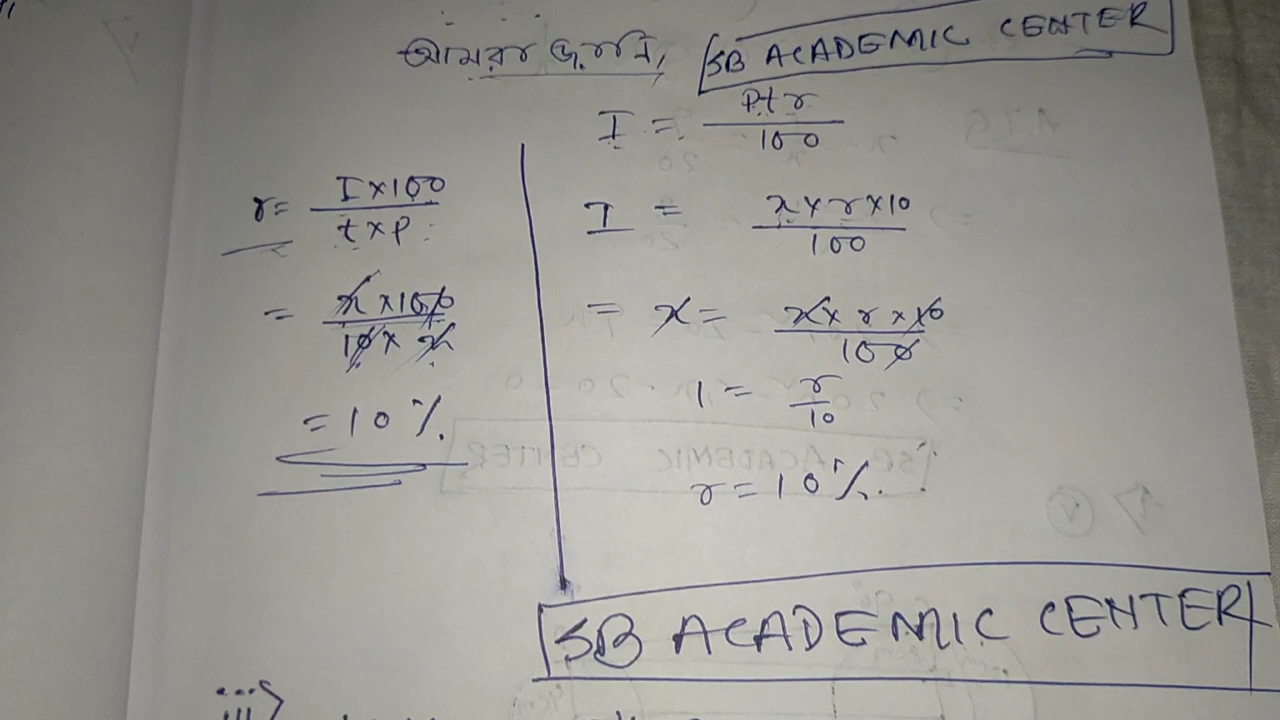 আমরা জানি, SB ACADEMIC CENTER
I = Ptr/100
r = I×100/t×P
= x×100/10×x
= 10%
I = x×r×10/100
= x = x×r×10/100
1 = r/10
r = 10%.
SB ACADEMIC CENTER
iii>